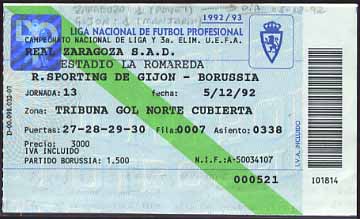 1992/93
LIGA NACIONAL DE FUTBOL PROFESIONAL
CAMPEONATO NACIONAL DE LIGA Y 3a. ELIM. U.E.F.A.
REAL ZARAGOZA S.A.D.
ESTADIO LA ROMAREDA
R.SPORTING DE GIJON - BORUSSIA
JORNADA: 13 fecha: 5/12/92
Zona: TRIBUNA GOL NORTE CUBIERTA
Puertas: 27-28-29-30 Fila: 0007 Asiento: 0338
Precio: 3000
IVA INCLUIDO
PARTIDO BORUSSIA: 1.500 N.I.F.: A-50034107
000521
I.V.A. INCLUIDO
101814